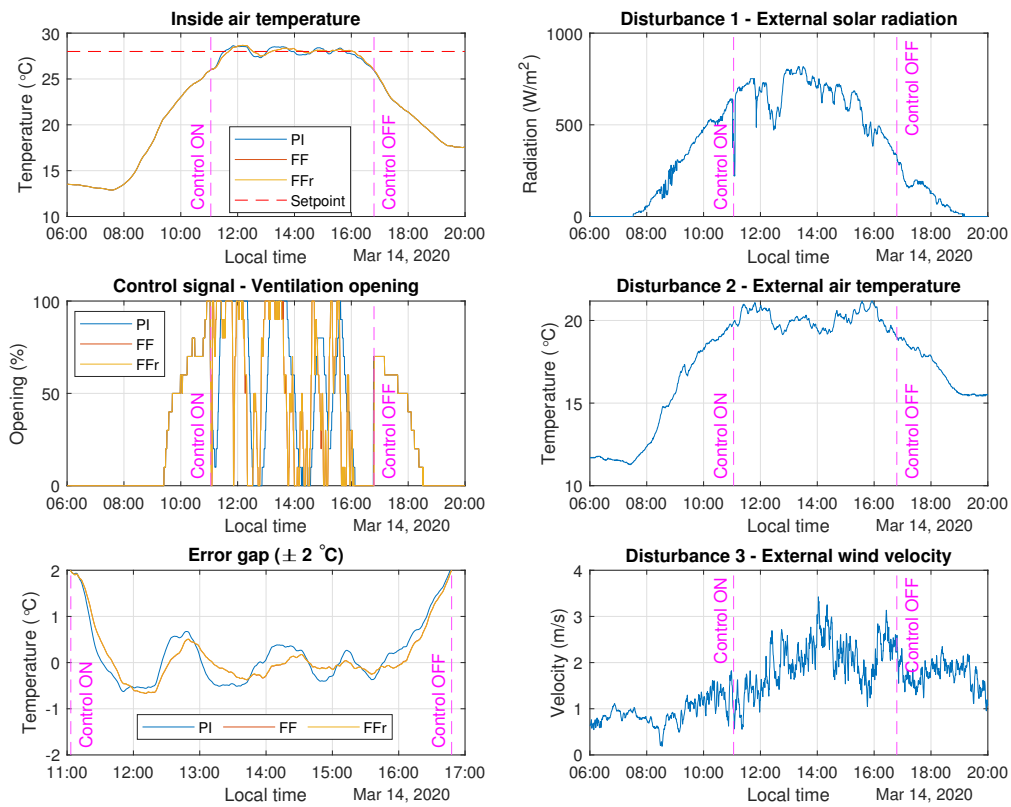 Inside air temperature
30
25
20
15
10
Temperature (°C)
Control ON
Control OFF
PI
FF
FFr
Setpoint
06:00 08:00 10:00 12:00 14:00 16:00 18:00 20:00
Local time
Mar 14, 2020
Disturbance 1 - External solar radiation
1000
500
0
Radiation (W/m²)
Control ON
Control OFF
06:00 08:00 10:00 12:00 14:00 16:00 18:00 20:00
Local time
Mar 14, 2020
Control signal - Ventilation opening
100
50
0
Opening (%)
PI
FF
FFr
Control ON
Control OFF
06:00 08:00 10:00 12:00 14:00 16:00 18:00 20:00
Local time
Mar 14, 2020
Disturbance 2 - External air temperature
20
15
10
Temperature (°C)
Control ON
Control OFF
06:00 08:00 10:00 12:00 14:00 16:00 18:00 20:00
Local time
Mar 14, 2020
Error gap (± 2 °C)
2
1
0
-1
-2
Temperature (°C)
Control ON
Control OFF
PI FF FFr
11:00 12:00 13:00 14:00 15:00 16:00 17:00
Local time
Mar 14, 2020
Disturbance 3 - External wind velocity
4
3
2
1
0
Velocity (m/s)
Control ON
Control OFF
06:00 08:00 10:00 12:00 14:00 16:00 18:00 20:00
Local time
Mar 14, 2020